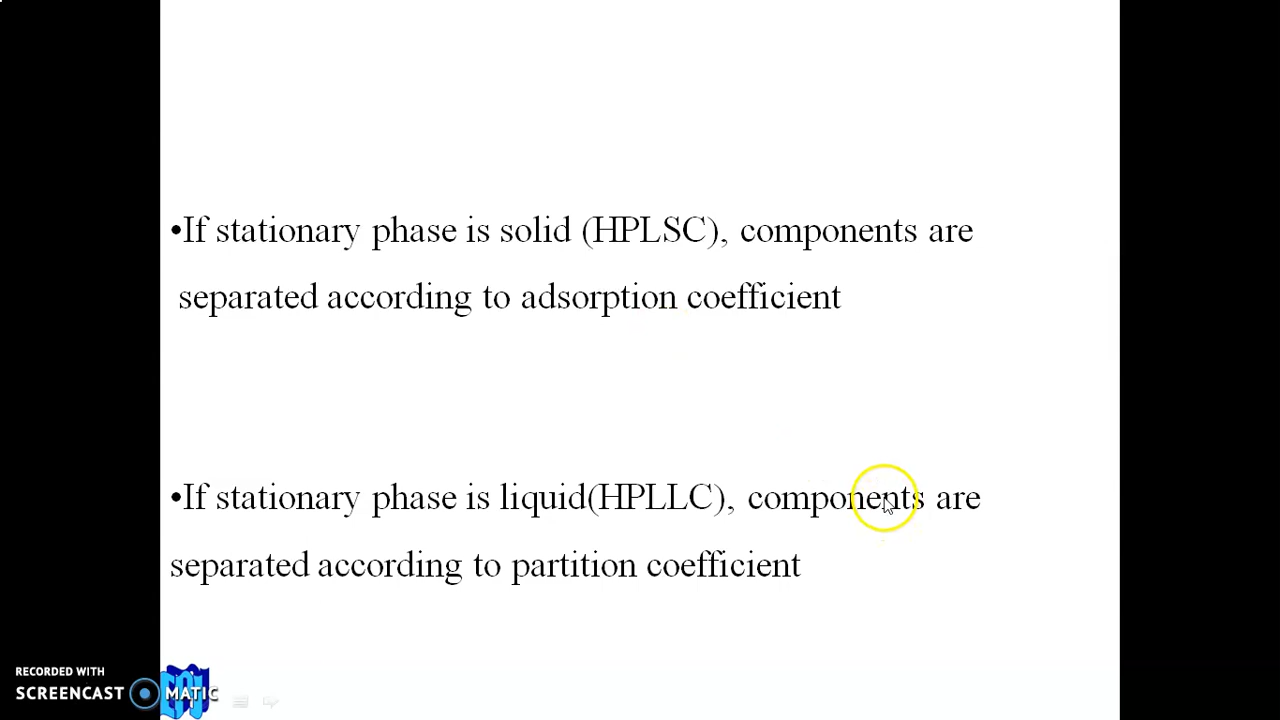 •If stationary phase is solid (HPLSC), components are
separated according to adsorption coefficient
•If stationary phase is liquid(HPLLC), components are
separated according to partition coefficient
RECORDED WITH
SCREENCAST MATIC